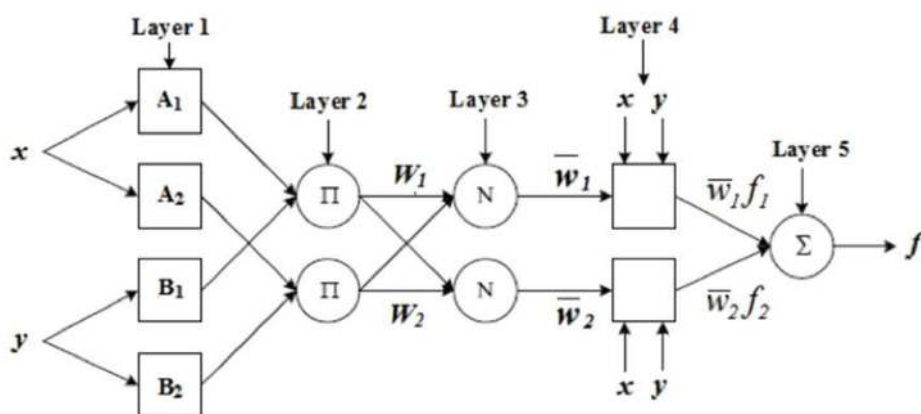 Layer 1
Layer 4
A₁
Layer 2
Layer 3
x y
x
W₁
w̅₁
Layer 5
A₂
Π
N
w̅₁f₁
Σ
f
B₁
Π
N
w̅₂f₂
y
W₂
w̅₂
B₂
x y